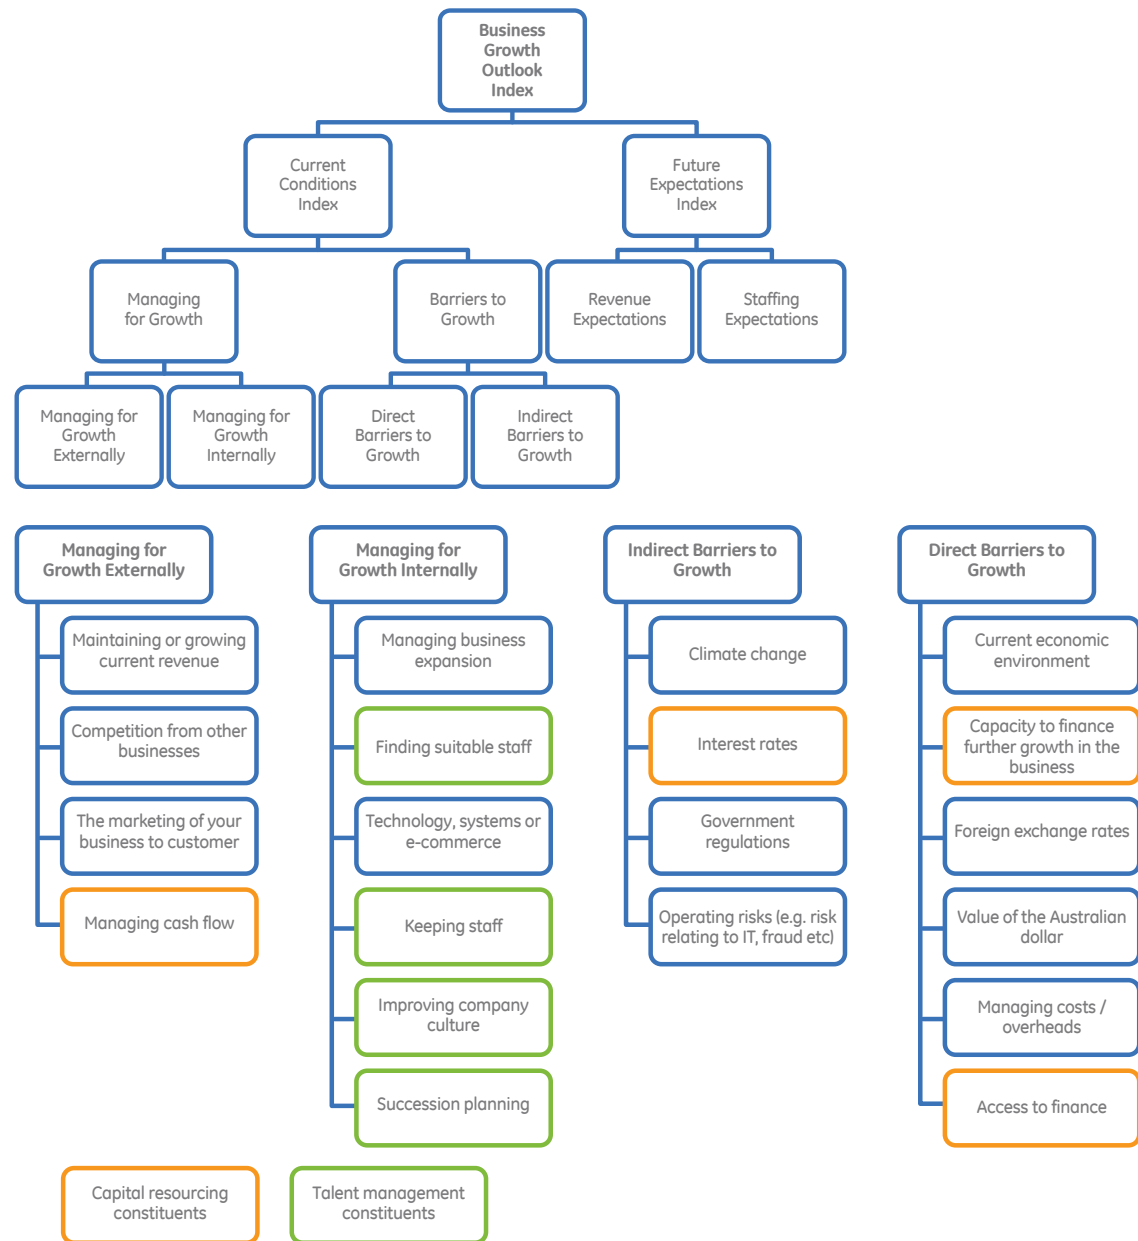 Business
Growth
Outlook
Index
Current
Conditions
Index
Future
Expectations
Index
Managing
for Growth
Barriers to
Growth
Revenue
Expectations
Staffing
Expectations
Managing for
Growth
Externally
Managing for
Growth
Internally
Direct
Barriers to
Growth
Indirect
Barriers to
Growth
Managing for
Growth Externally
Maintaining or growing
current revenue
Competition from other
businesses
The marketing of your
business to customer
Managing cash flow
Managing for
Growth Internally
Managing business
expansion
Finding suitable staff
Technology, systems or
e-commerce
Keeping staff
Improving company
culture
Succession planning
Indirect Barriers to
Growth
Climate change
Interest rates
Government
regulations
Operating risks (e.g. risk
relating to IT, fraud etc)
Direct Barriers to
Growth
Current economic
environment
Capacity to finance
further growth in the
business
Foreign exchange rates
Value of the Australian
dollar
Managing costs /
overheads
Access to finance
Capital resourcing
constituents
Talent management
constituents